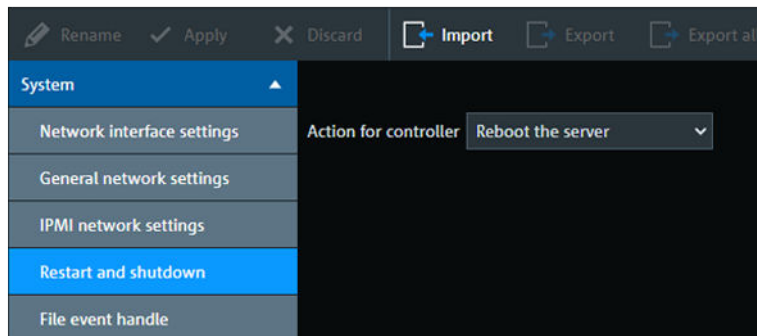 Rename Apply Discard Import Export Export all
System
Network interface settings
Action for controller Reboot the server
General network settings
IPMI network settings
Restart and shutdown
File event handle